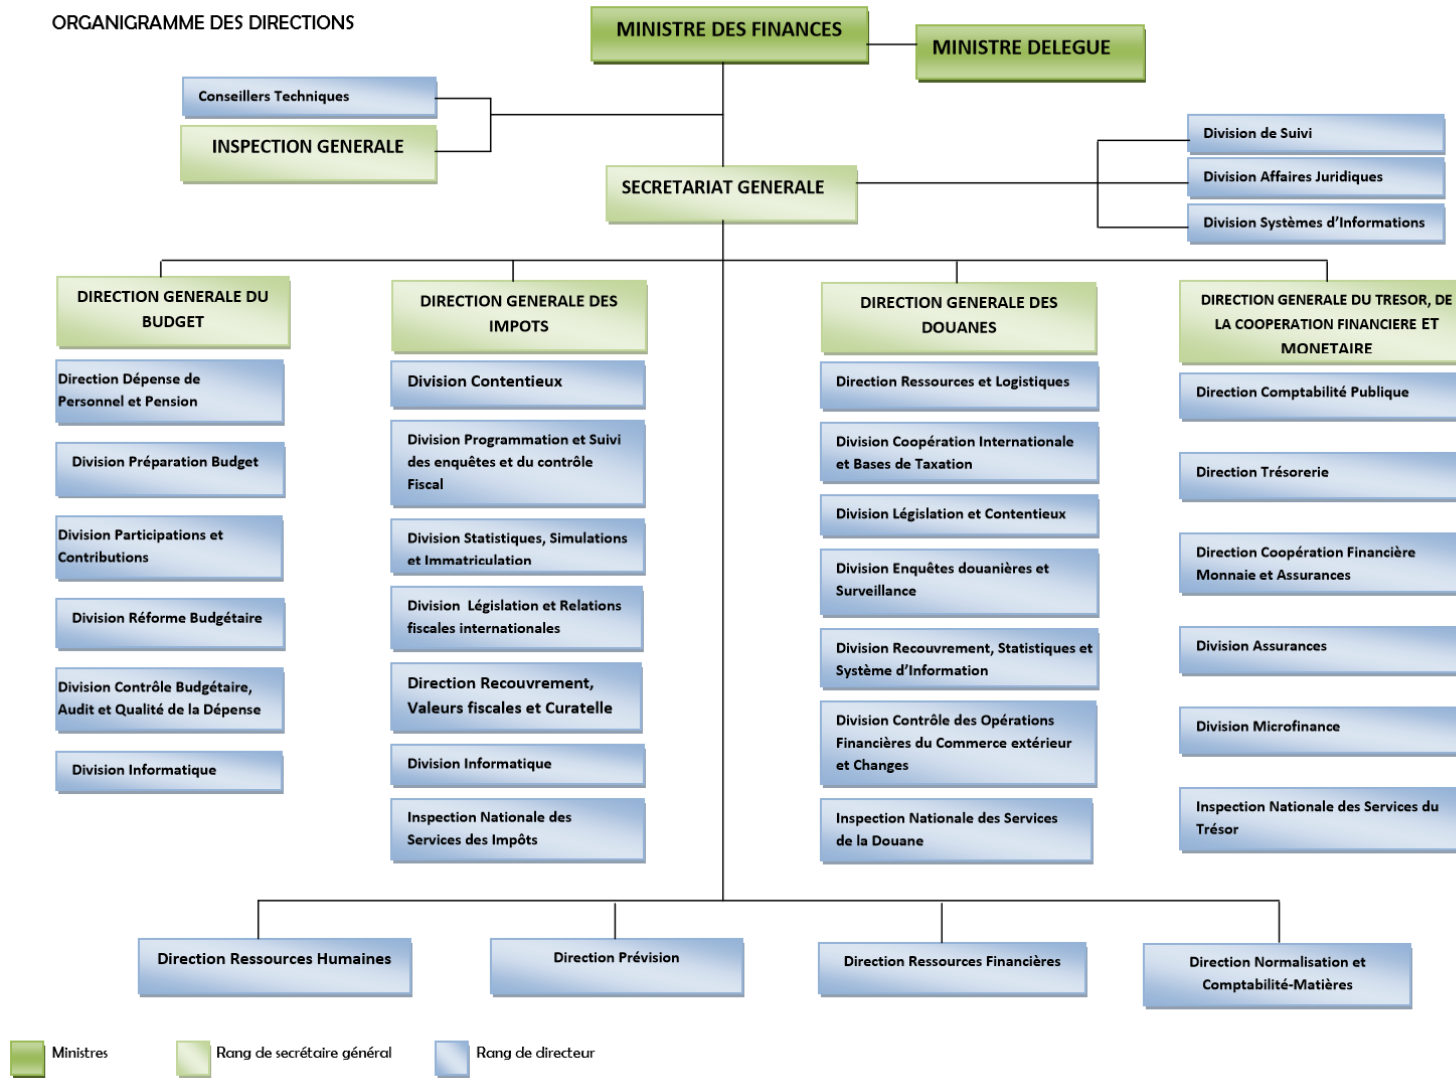 ORGANIGRAMME DES DIRECTIONS
MINISTRE DES FINANCES
MINISTRE DELEGUE
Conseillers Techniques
INSPECTION GENERALE
SECRETARIAT GENERALE
Division de Suivi
Division Affaires Juridiques
Division Systèmes d'Informations
DIRECTION GENERALE DU
BUDGET
Direction Dépense de
Personnel et Pension
Division Préparation Budget
Division Participations et
Contributions
Division Réforme Budgétaire
Division Contrôle Budgétaire,
Audit et Qualité de la Dépense
Division Informatique
DIRECTION GENERALE DES
IMPOTS
Division Contentieux
Division Programmation et Suivi
des enquêtes et du contrôle
Fiscal
Division Statistiques, Simulations
et Immatriculation
Division  Législation et Relations
fiscales internationales
Direction Recouvrement,
Valeurs fiscales et Curatelle
Division Informatique
Inspection Nationale des
Services des Impôts
DIRECTION GENERALE DES
DOUANES
Direction Ressources et Logistiques
Division Coopération Internationale
et Bases de Taxation
Division Législation et Contentieux
Division Enquêtes douanières et
Surveillance
Division Recouvrement, Statistiques et
Système d'Information
Division Contrôle des Opérations
Financières du Commerce extérieur
et Changes
Inspection Nationale des Services
de la Douane
DIRECTION GENERALE DU TRESOR, DE
LA COOPERATION FINANCIERE ET
MONETAIRE
Direction Comptabilité Publique
Direction Trésorerie
Direction Coopération Financière
Monnaie et Assurances
Division Assurances
Division Microfinance
Inspection Nationale des Services du
Trésor
Direction Ressources Humaines
Direction Prévision
Direction Ressources Financières
Direction Normalisation et
Comptabilité-Matières
Ministres
Rang de secrétaire général
Rang de directeur